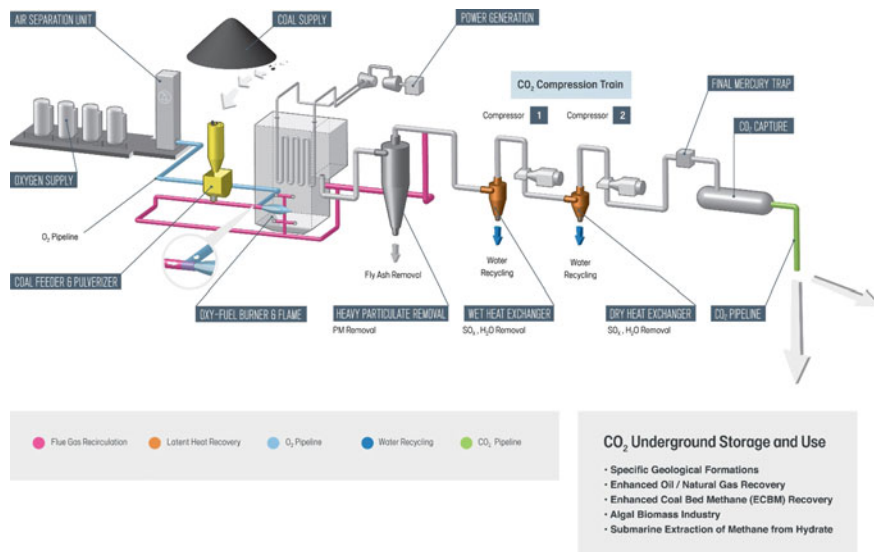 AIR SEPARATION UNIT
COAL SUPPLY
POWER GENERATION
CO₂ Compression Train
Compressor 1
Compressor 2
FINAL MERCURY TRAP
CO₂ CAPTURE
OXYGEN SUPPLY
O₂ Pipeline
COAL FEEDER & PULVERIZER
Fly Ash Removal
Water
Recycling
Water
Recycling
OXY-FUEL BURNER & FLAME
HEAVY PARTICULATE REMOVAL
PM Removal
WET HEAT EXCHANGER
SOₓ, H₂O Removal
DRY HEAT EXCHANGER
SOₓ, H₂O Removal
CO₂ PIPELINE
Flue Gas Recirculation
Latent Heat Recovery
O₂ Pipeline
Water Recycling
CO₂ Pipeline
CO₂ Underground Storage and Use
• Specific Geological Formations
• Enhanced Oil / Natural Gas Recovery
• Enhanced Coal Bed Methane (ECBM) Recovery
• Algal Biomass Industry
• Submarine Extraction of Methane from Hydrate